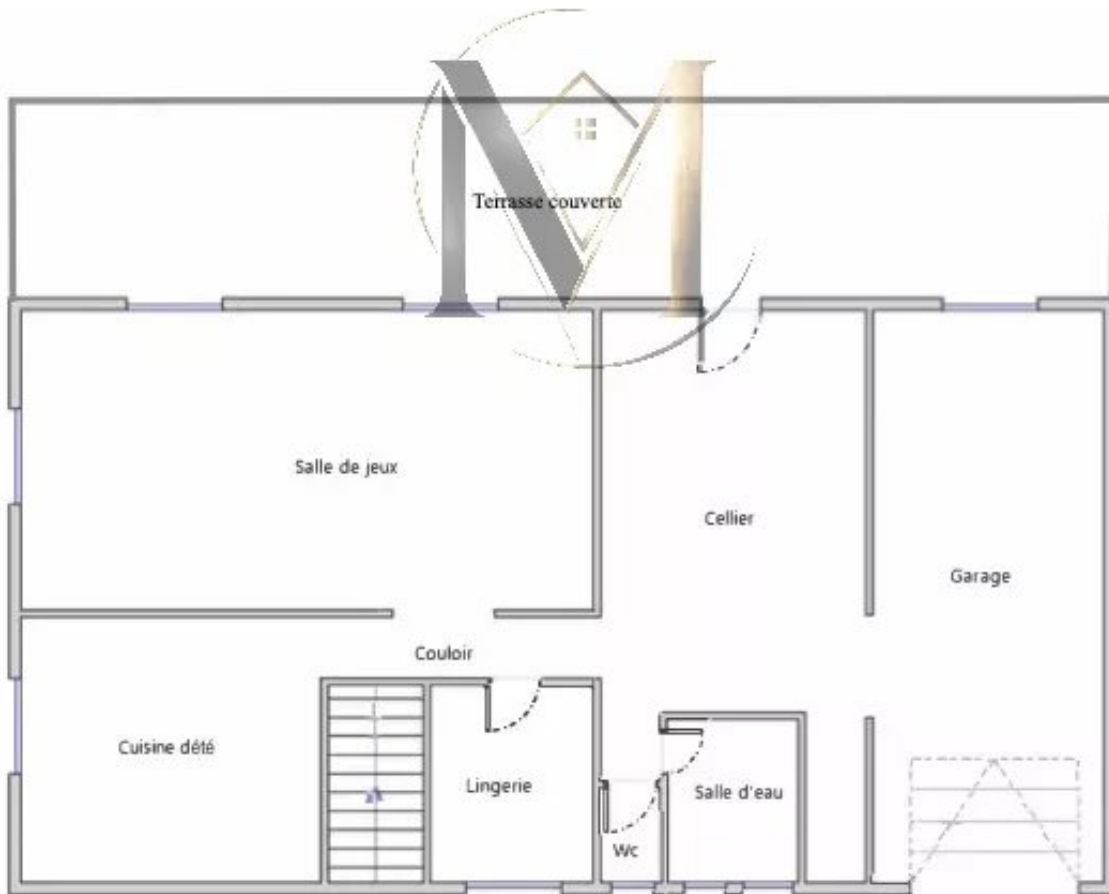 Terrasse couverte
Salle de jeux
Cellier
Garage
Couloir
Cuisine dété
Lingerie
Salle d'eau
Wc